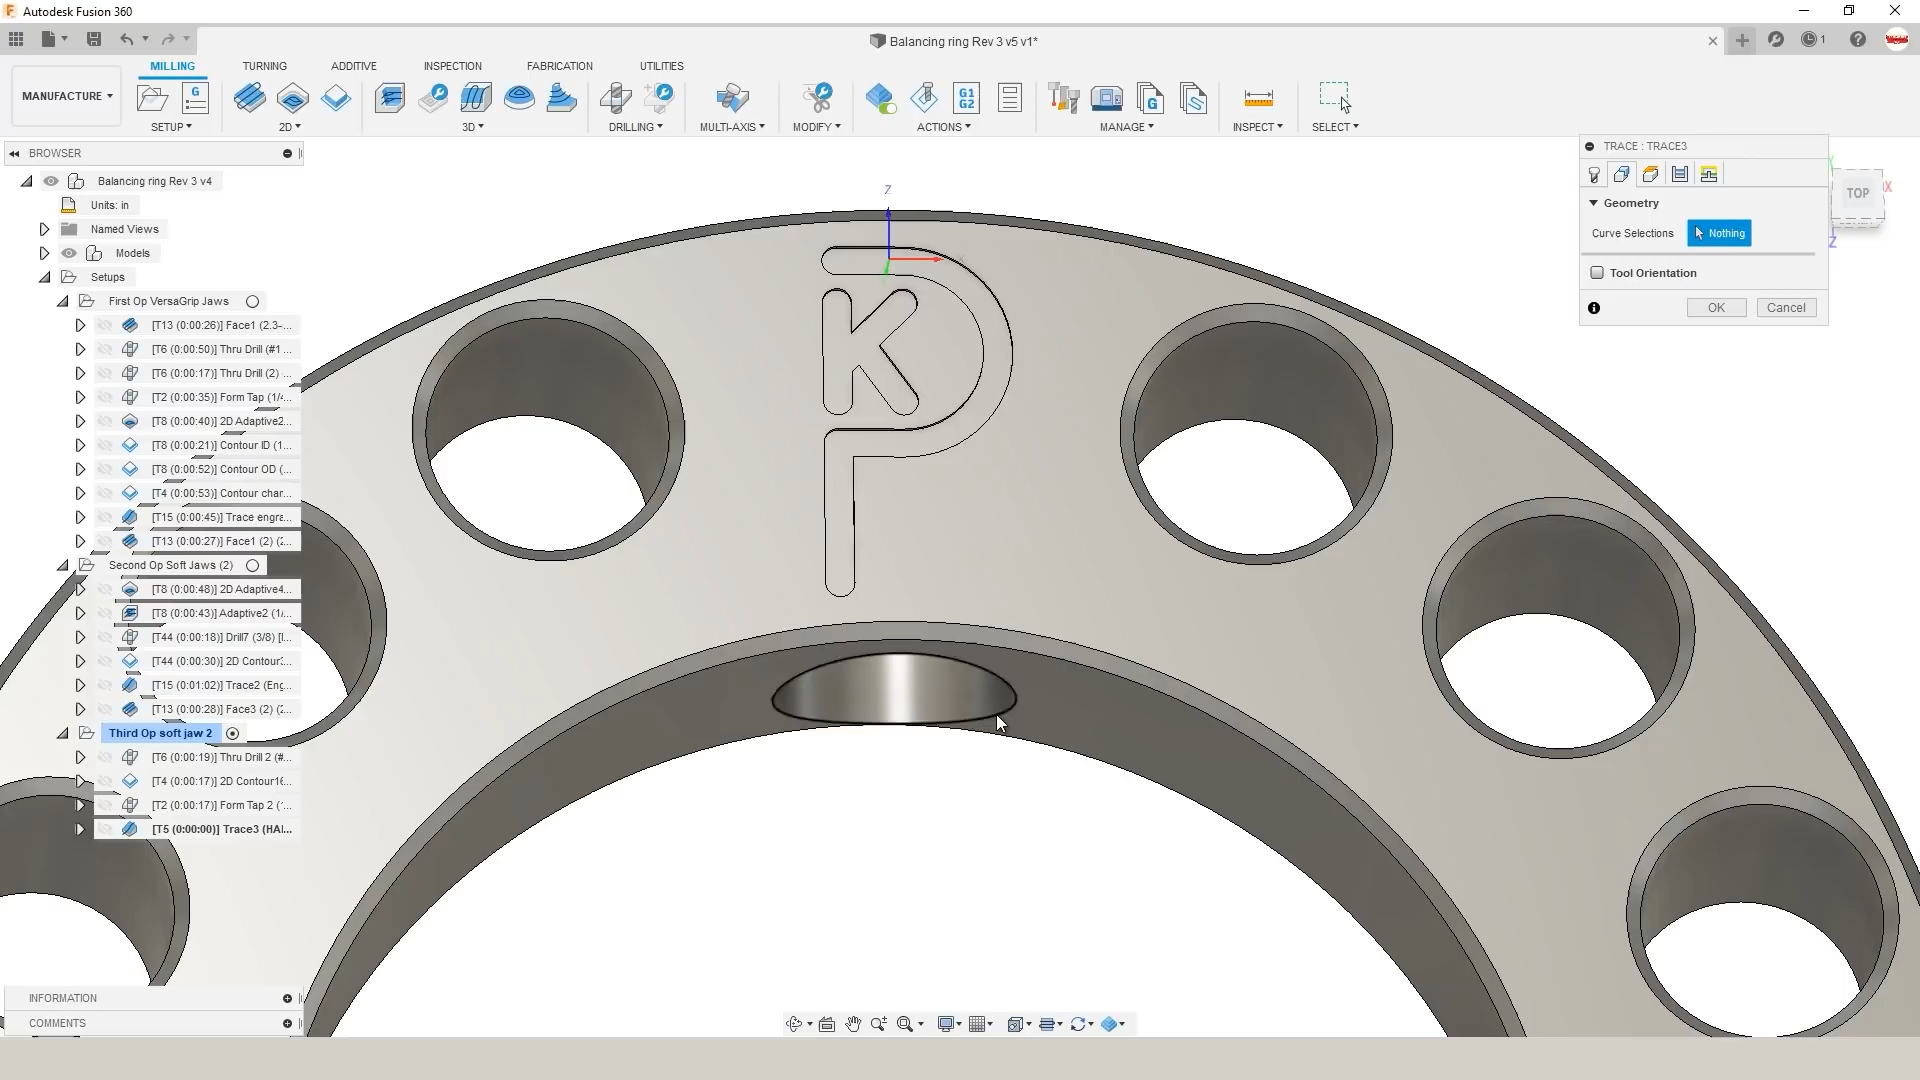 Autodesk Fusion 360
Balancing ring Rev 3 v5 v1*
1
MANUFACTURE
MILLING
TURNING
ADDITIVE
INSPECTION
FABRICATION
UTILITIES
G
G1
G2
G
SETUP
2D
3D
DRILLING
MULTI-AXIS
MODIFY
ACTIONS
MANAGE
INSPECT
SELECT
BROWSER
Balancing ring Rev 3 v4
Units: in
Named Views
Models
Setups
First Op VersaGrip Jaws
[T13 (0:00:26)] Face1 (2.3-...
[T6 (0:00:50)] Thru Drill (#1 ...
[T6 (0:00:17)] Thru Drill (2) ...
[T2 (0:00:35)] Form Tap (1/4...
[T8 (0:00:40)] 2D Adaptive2...
[T8 (0:00:21)] Contour ID (1...
[T8 (0:00:52)] Contour OD (...
[T4 (0:00:53)] Contour char...
[T15 (0:00:45)] Trace engra...
[T13 (0:00:27)] Face1 (2) (2...
Second Op Soft Jaws (2)
[T8 (0:00:48)] 2D Adaptive4...
[T8 (0:00:43)] Adaptive2 (1/...
[T44 (0:00:18)] Drill7 (3/8) [I...
[T44 (0:00:30)] 2D Contour...
[T15 (0:01:02)] Trace2 (Eng...
[T13 (0:00:28)] Face3 (2) (2...
Third Op soft jaw 2
[T6 (0:00:19)] Thru Drill 2 (#...
[T4 (0:00:17)] 2D Contour16...
[T2 (0:00:17)] Form Tap 2 (...
[T5 (0:00:00)] Trace3 (HAI...
INFORMATION
COMMENTS
Z
X
K
P
TRACE : TRACE3
Geometry
Curve Selections
Nothing
Tool Orientation
OK
Cancel
Y
TOP
X
Z